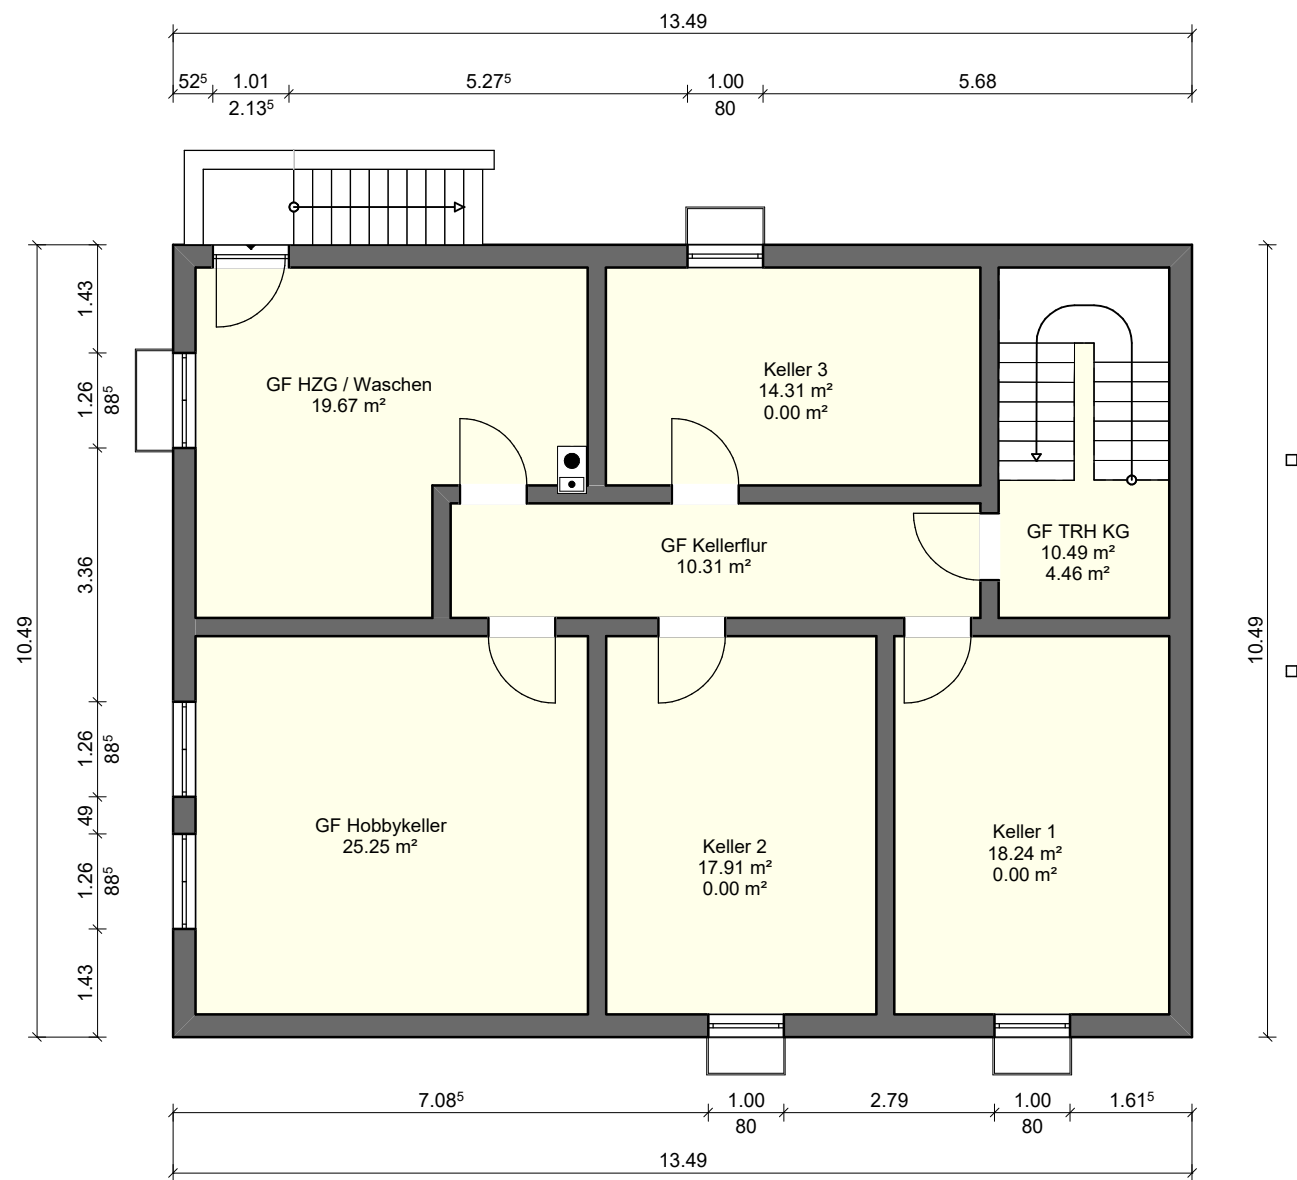 13.49
52⁵ 1.01 5.27⁵ 1.00 5.68
2.13⁵ 80
1.43
1.26
88⁵
GF HZG / Waschen
19.67 m²
Keller 3
14.31 m²
0.00 m²
GF Kellerflur
10.31 m²
GF TRH KG
10.49 m²
4.46 m²
3.36
10.49
10.49
1.26
88⁵
49
1.26
88⁵
1.43
GF Hobbykeller
25.25 m²
Keller 2
17.91 m²
0.00 m²
Keller 1
18.24 m²
0.00 m²
7.08⁵ 1.00 2.79 1.00 1.61⁵
80 80
13.49